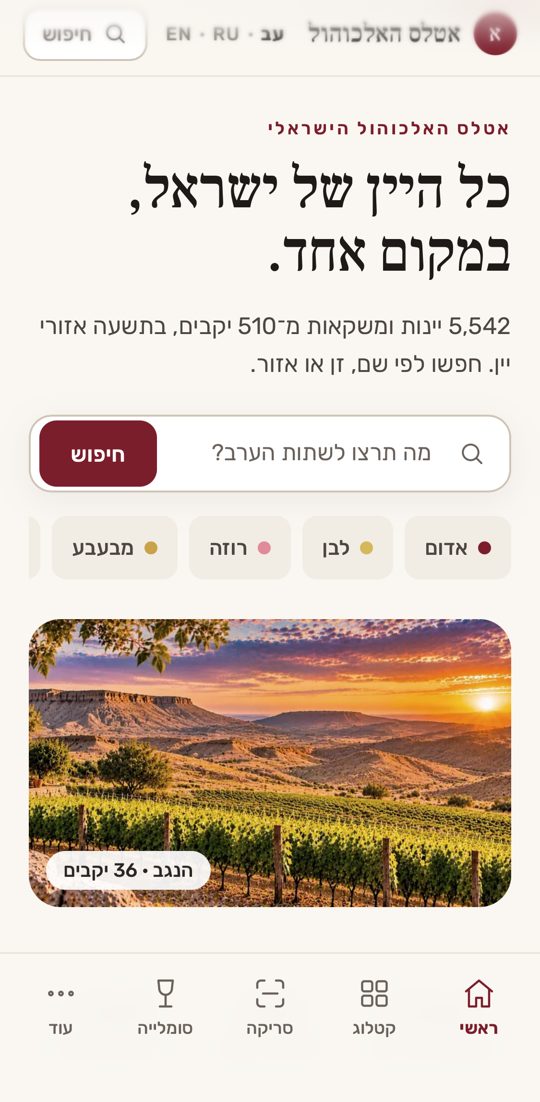 א אטלס האלכוהול עב · RU · EN חיפוש
אטלס האלכוהול הישראלי
כל היין של ישראל,
במקום אחד.
5,542 יינות ומשקאות מ־510 יקבים, בתשעה אזורי
יין. חפשו לפי שם, זן או אזור.
מה תרצו לשתות הערב? חיפוש
אדום לבן רוזה מבעבע
הנגב · 36 יקבים
ראשי קטלוג סריקה סומלייה עוד